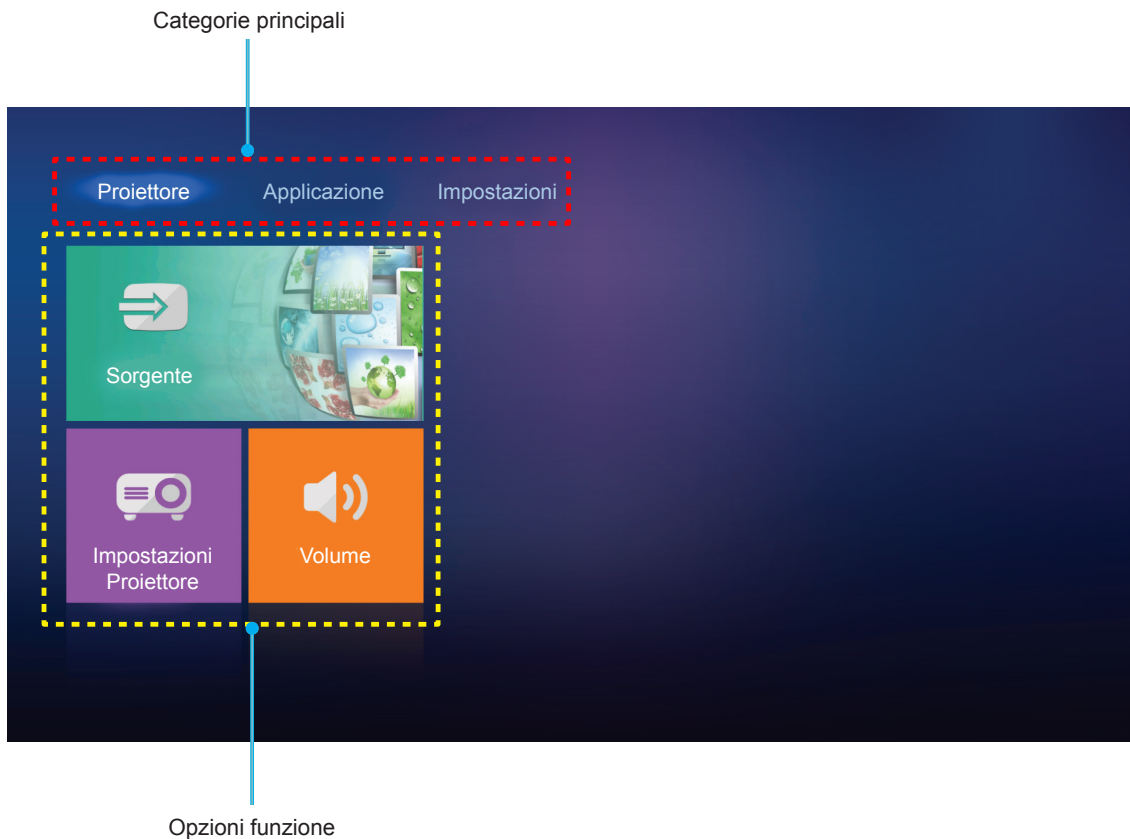 Categorie principali
Proiettore Applicazione Impostazioni
Sorgente
Impostazioni
Proiettore
Volume
Opzioni funzione